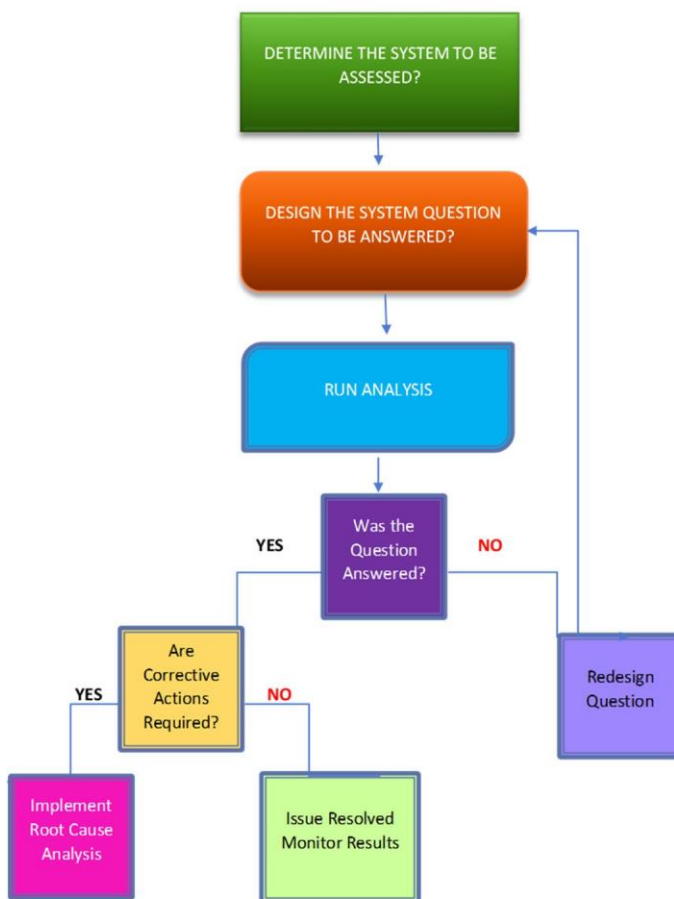 DETERMINE THE SYSTEM TO BE
ASSESSED?
DESIGN THE SYSTEM QUESTION
TO BE ANSWERED?
RUN ANALYSIS
Was the
Question
Answered?
YES
NO
Are
Corrective
Actions
Required?
YES
NO
Redesign
Question
Implement
Root Cause
Analysis
Issue Resolved
Monitor Results